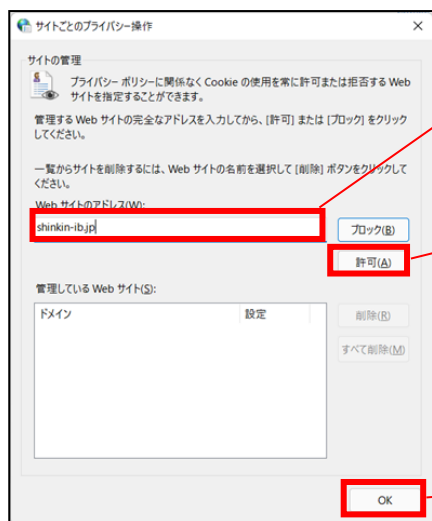 サイトごとのプライバシー操作
サイトの管理
プライバシー ポリシーに関係なく Cookie の使用を常に許可または拒否する Web
サイトを指定することができます。
管理する Web サイトの完全なアドレスを入力してから、[許可] または [ブロック] をクリック
してください。
一覧からサイトを削除するには、Web サイトの名前を選択して [削除] ボタンをクリックして
ください。
Web サイトのアドレス(W):
shinkin-ib.jp
ブロック(B)
許可(A)
管理している Web サイト(S):
ドメイン 設定
削除(R)
すべて削除(M)
OK